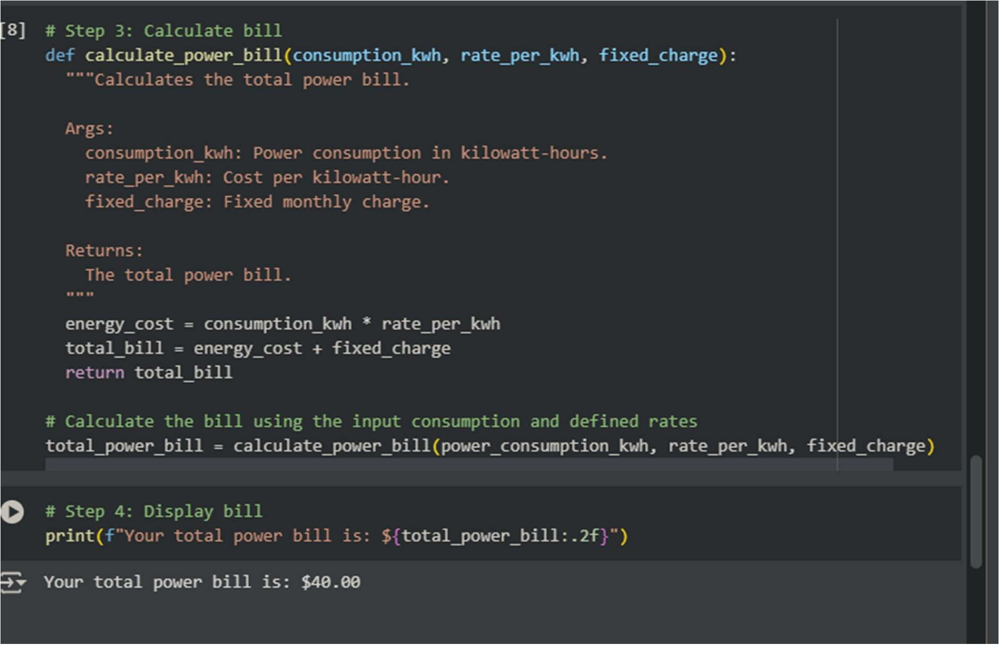 [8] # Step 3: Calculate bill
def calculate_power_bill(consumption_kwh, rate_per_kwh, fixed_charge):
  """Calculates the total power bill.

  Args:
    consumption_kwh: Power consumption in kilowatt-hours.
    rate_per_kwh: Cost per kilowatt-hour.
    fixed_charge: Fixed monthly charge.

  Returns:
    The total power bill.
  """
  energy_cost = consumption_kwh * rate_per_kwh
  total_bill = energy_cost + fixed_charge
  return total_bill

# Calculate the bill using the input consumption and defined rates
total_power_bill = calculate_power_bill(power_consumption_kwh, rate_per_kwh, fixed_charge)

# Step 4: Display bill
print(f"Your total power bill is: ${total_power_bill:.2f}")

Your total power bill is: $40.00